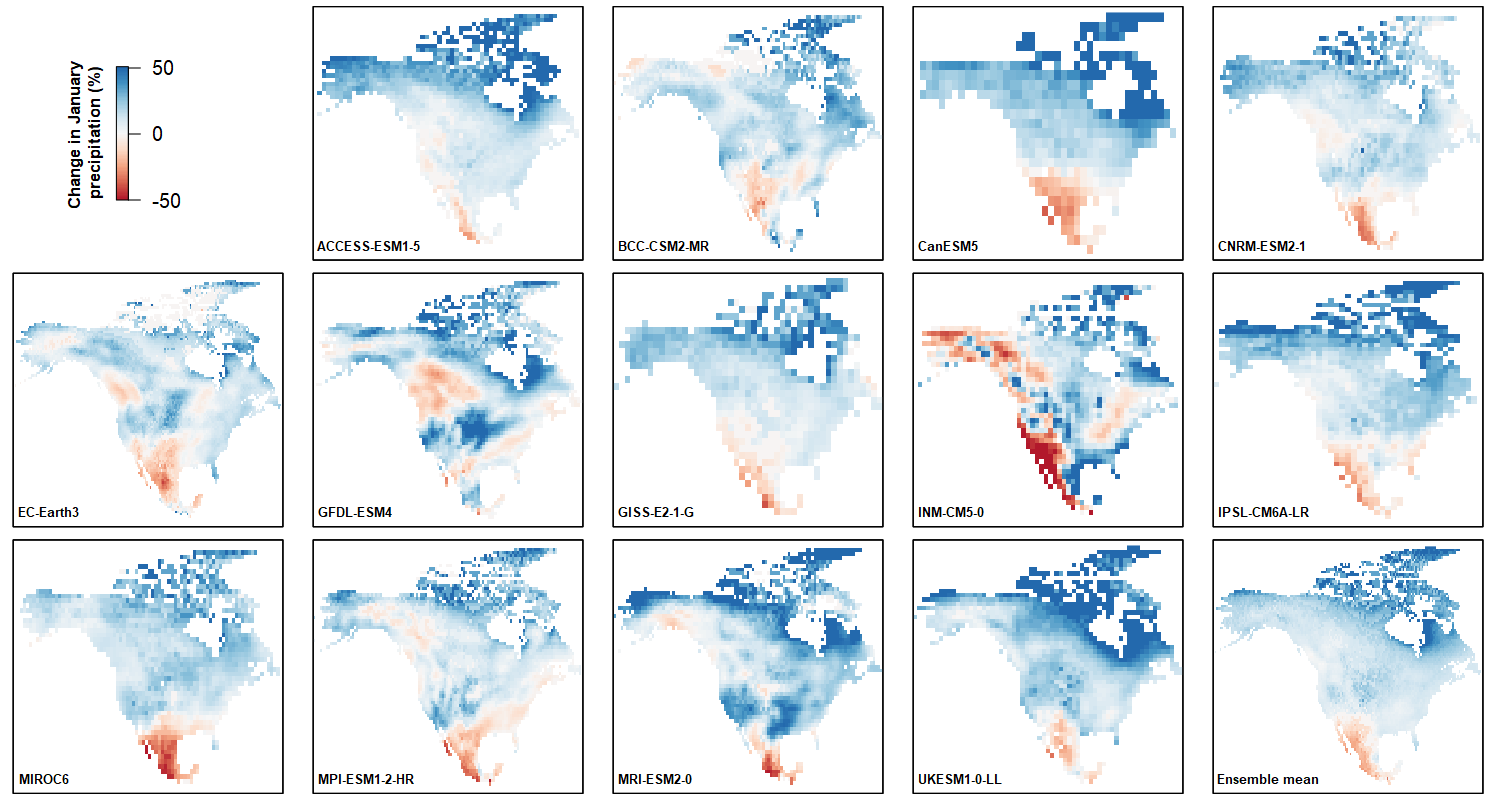 Change in January
precipitation (%)
50
0
-50
ACCESS-ESM1-5
BCC-CSM2-MR
CanESM5
CNRM-ESM2-1
EC-Earth3
GFDL-ESM4
GISS-E2-1-G
INM-CM5-0
IPSL-CM6A-LR
MIROC6
MPI-ESM1-2-HR
MRI-ESM2-0
UKESM1-0-LL
Ensemble mean